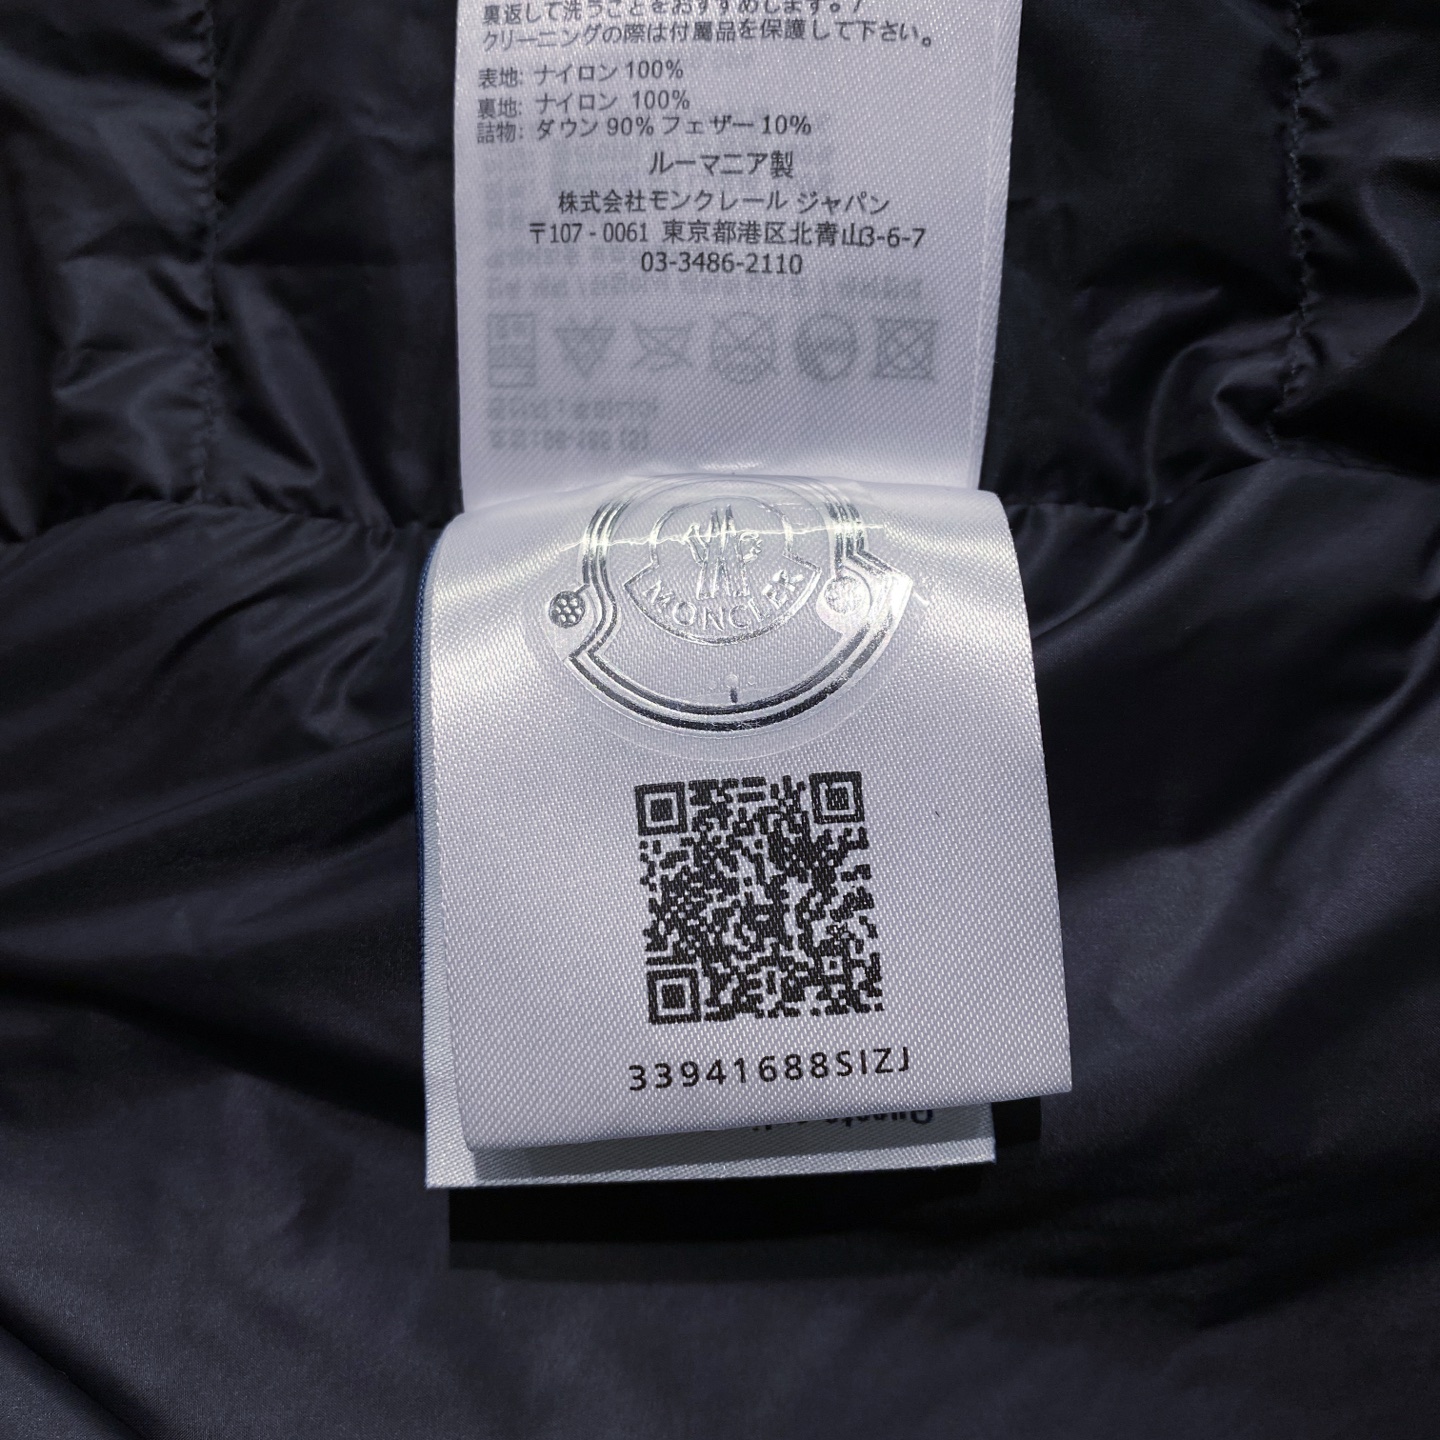 裏返して洗うことをおすすめします。/
クリーニングの際は付属品を保護して下さい。
表地: ナイロン 100%
裏地: ナイロン 100%
詰物: ダウン 90% フェザー 10%
ルーマニア製
株式会社モンクレール ジャパン
〒107 - 0061 東京都港区北青山3-6-7
03-3486-2110
MONCLER
33941688SIZJ